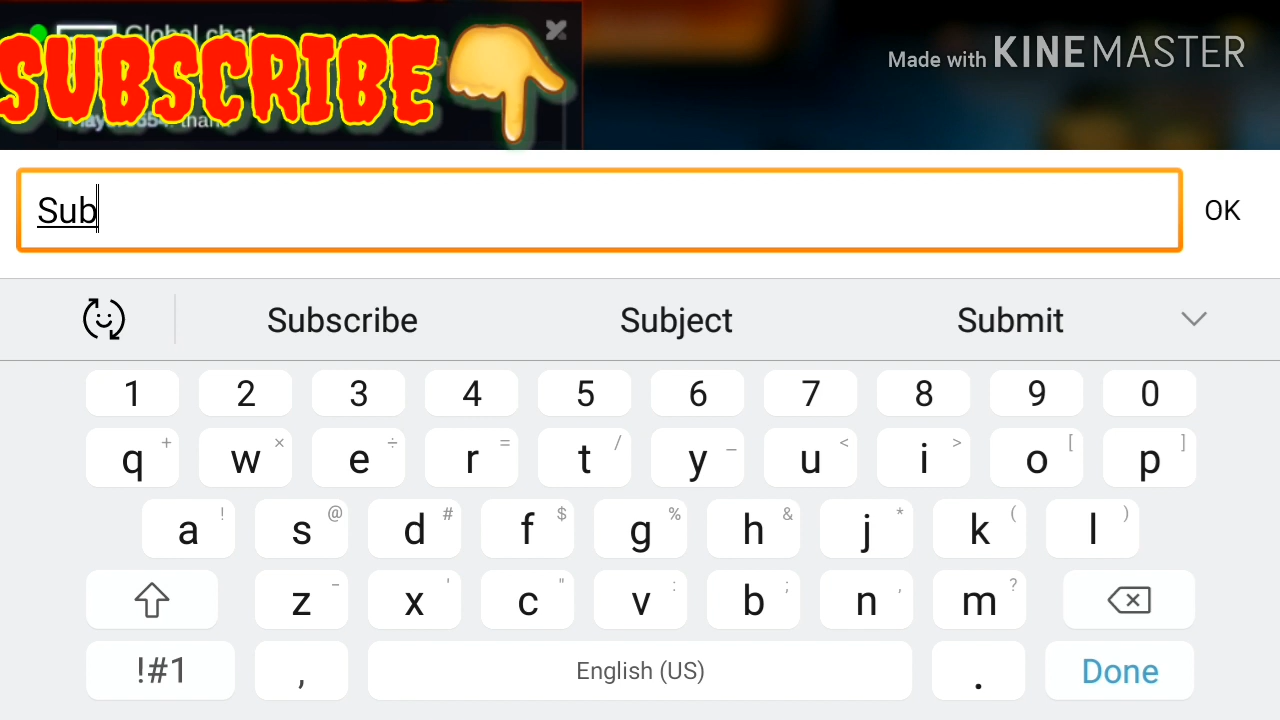 Global chat
SUBSCRIBE
Made with KINEMASTER
thank
Sub
OK
Subscribe Subject Submit
1 2 3 4 5 6 7 8 9 0
q + w × e ÷ r = t / y _ u < i > o [ p ]
a ! s @ d # f $ g % h & j * k ( l )
z - x ' c " v : b ; n , m ?
!#1 , English (US) . Done